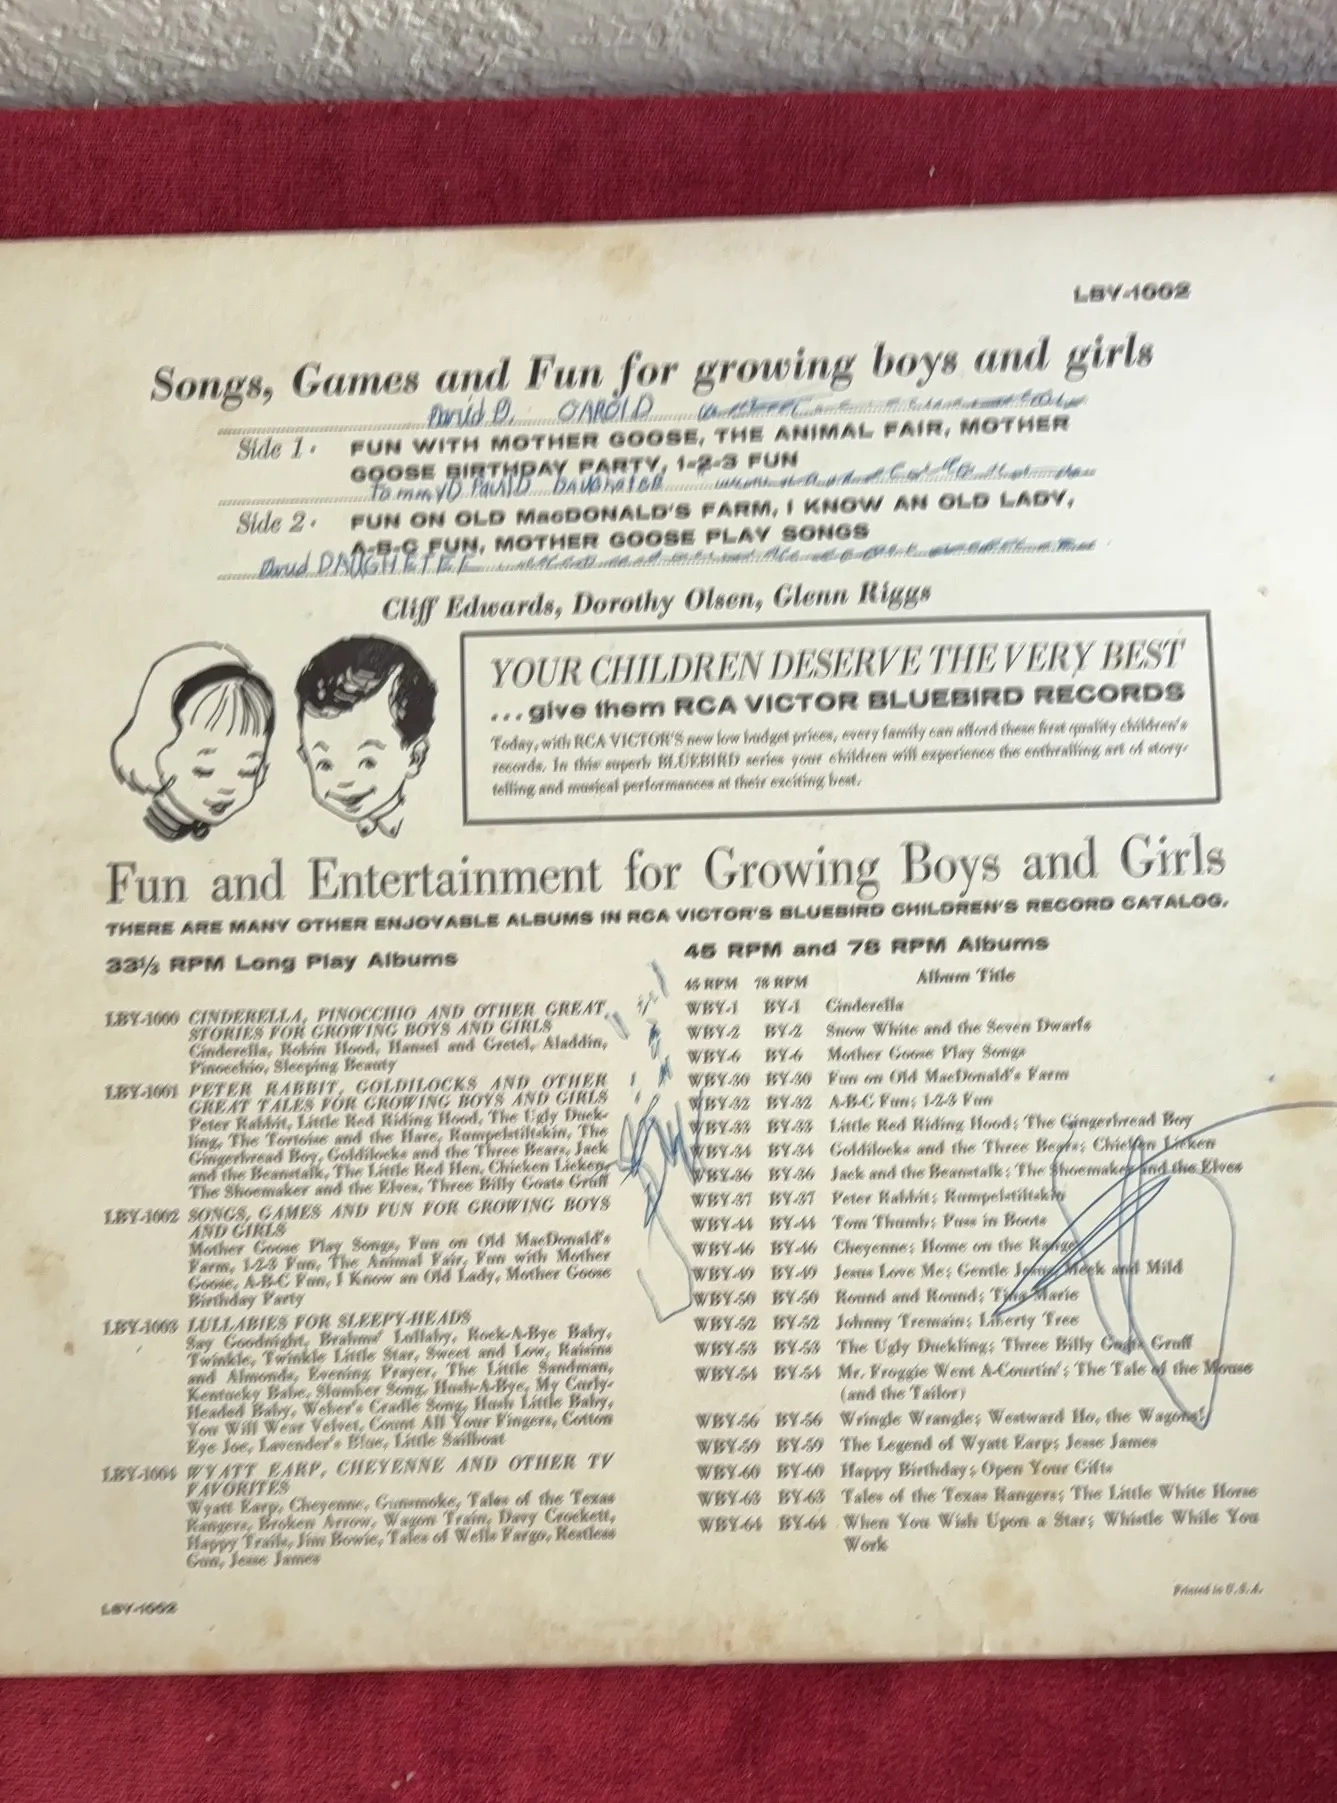 LBY-1002
Songs, Games and Fun for growing boys and girls
David D. CAROLD
Side 1 · FUN WITH MOTHER GOOSE, THE ANIMAL FAIR, MOTHER
GOOSE BIRTHDAY PARTY, 1-2-3 FUN
Side 2 · FUN ON OLD MacDONALD'S FARM, I KNOW AN OLD LADY,
A-B-C FUN, MOTHER GOOSE PLAY SONGS
David
Cliff Edwards, Dorothy Olsen, Glenn Riggs
YOUR CHILDREN DESERVE THE VERY BEST
...give them RCA VICTOR BLUEBIRD RECORDS
Today, with RCA VICTOR'S new low budget prices, every family can afford these first quality children's
records. In this superb BLUEBIRD series your children will experience the enthralling art of story-
telling and musical performances at their exciting best.
Fun and Entertainment for Growing Boys and Girls
THERE ARE MANY OTHER ENJOYABLE ALBUMS IN RCA VICTOR'S BLUEBIRD CHILDREN'S RECORD CATALOG.
33⅓ RPM Long Play Albums
LBY-1000 CINDERELLA, PINOCCHIO AND OTHER GREAT
STORIES FOR GROWING BOYS AND GIRLS
Cinderella, Robin Hood, Hansel and Gretel, Aladdin,
Pinocchio, Sleeping Beauty
LBY-1001 PETER RABBIT, GOLDILOCKS AND OTHER
GREAT TALES FOR GROWING BOYS AND GIRLS
Peter Rabbit, Little Red Riding Hood, The Ugly Duck-
ling, The Tortoise and the Hare, Rumpelstiltskin, The
Gingerbread Boy, Goldilocks and the Three Bears, Jack
and the Beanstalk, The Little Red Hen, Chicken Licken,
The Shoemaker and the Elves, Three Billy Goats Gruff
LBY-1002 SONGS, GAMES AND FUN FOR GROWING BOYS
AND GIRLS
Mother Goose Play Songs, Fun on Old MacDonald's
Farm, 1-2-3 Fun, The Animal Fair, Fun with Mother
Goose, A-B-C Fun, I Know an Old Lady, Mother Goose
Birthday Party
LBY-1003 LULLABIES FOR SLEEPY-HEADS
Say Goodnight, Brahms' Lullaby, Rock-A-Bye Baby,
Twinkle, Twinkle Little Star, Sweet and Low, Raisins
and Almonds, Evening Prayer, The Little Sandman,
Kentucky Babe, Slumber Song, Hush-A-Bye, My Curly-
Headed Baby, Weber's Cradle Song, Hush Little Baby,
You Will Wear Velvet, Count All Your Fingers, Cotton
Eye Joe, Lavender's Blue, Little Sailboat
LBY-1004 WYATT EARP, CHEYENNE AND OTHER TV
FAVORITES
Wyatt Earp, Cheyenne, Gunsmoke, Tales of the Texas
Rangers, Broken Arrow, Wagon Train, Davy Crockett,
Happy Trails, Jim Bowie, Tales of Wells Fargo, Restless
Gun, Jesse James
LBY-1002
45 RPM and 78 RPM Albums
45 RPM 78 RPM Album Title
WBY-1 BY-1 Cinderella
WBY-2 BY-2 Snow White and the Seven Dwarfs
WBY-6 BY-6 Mother Goose Play Songs
WBY-30 BY-30 Fun on Old MacDonald's Farm
WBY-32 BY-32 A-B-C Fun; 1-2-3 Fun
WBY-33 BY-33 Little Red Riding Hood; The Gingerbread Boy
WBY-34 BY-34 Goldilocks and the Three Bears; Chicken Licken
WBY-36 BY-36 Jack and the Beanstalk; The Shoemaker and the Elves
WBY-37 BY-37 Peter Rabbit; Rumpelstiltskin
WBY-44 BY-44 Tom Thumb; Puss in Boots
WBY-46 BY-46 Cheyenne; Home on the Range
WBY-49 BY-49 Jesus Love Me; Gentle Jesus, Meek and Mild
WBY-50 BY-50 Round and Round; Tina Marie
WBY-52 BY-52 Johnny Tremain; Liberty Tree
WBY-53 BY-53 The Ugly Duckling; Three Billy Goats Gruff
WBY-54 BY-54 Mr. Froggie Went A-Courtin'; The Tale of the Mouse
(and the Tailor)
WBY-56 BY-56 Wringle Wrangle; Westward Ho, the Wagons!
WBY-59 BY-59 The Legend of Wyatt Earp; Jesse James
WBY-60 BY-60 Happy Birthday; Open Your Gifts
WBY-63 BY-63 Tales of the Texas Rangers; The Little White Horse
WBY-64 BY-64 When You Wish Upon a Star; Whistle While You
Work
Printed in U.S.A.